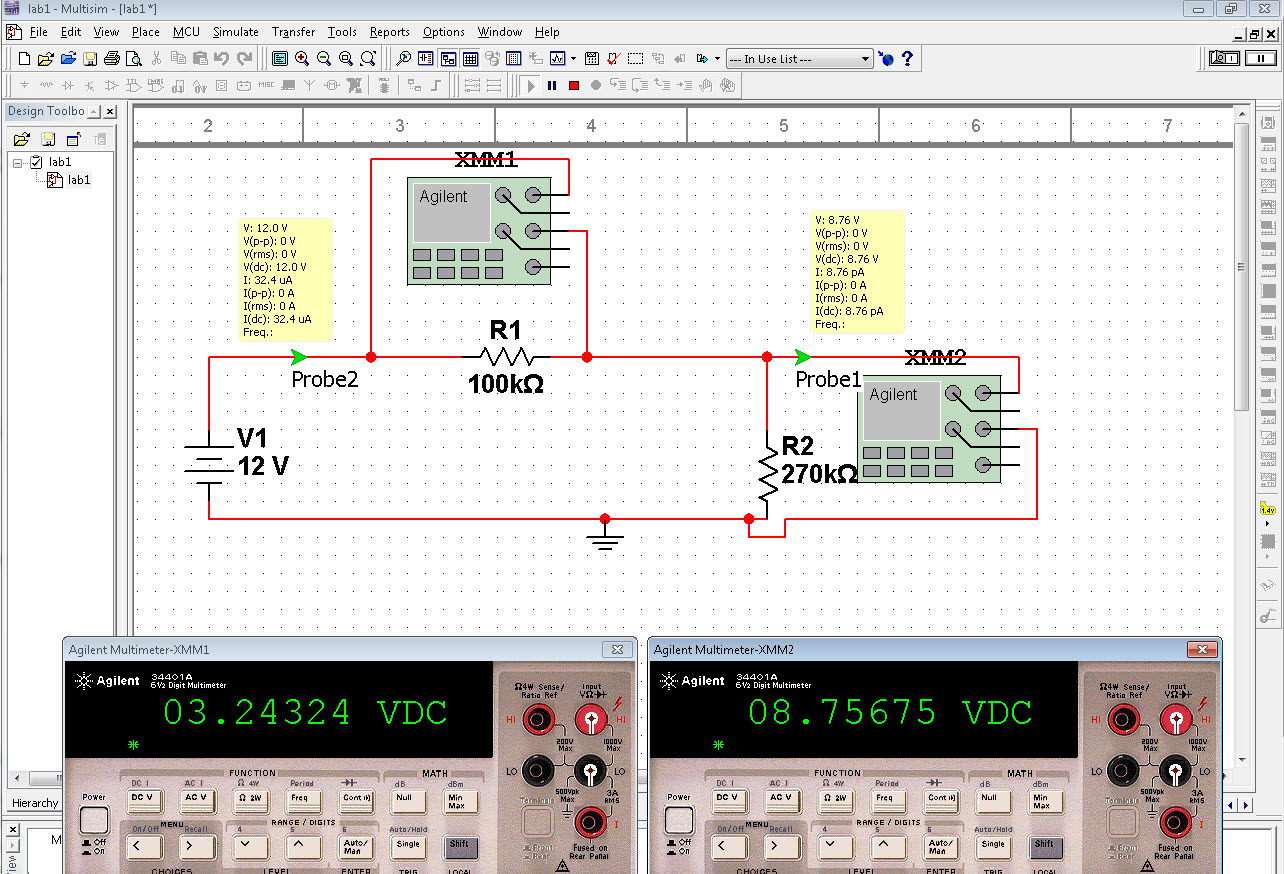 lab1 - Multisim - [lab1 *]
File Edit View Place MCU Simulate Transfer Tools Reports Options Window Help
--- In Use List ---
MISC
Design Toolbo
2 3 4 5 6 7
lab1
lab1
XMM1
Agilent
V: 12.0 V
V(p-p): 0 V
V(rms): 0 V
V(dc): 12.0 V
I: 32.4 uA
I(p-p): 0 A
I(rms): 0 A
I(dc): 32.4 uA
Freq.:
V: 8.76 V
V(p-p): 0 V
V(rms): 0 V
V(dc): 8.76 V
I: 8.76 pA
I(p-p): 0 A
I(rms): 0 A
I(dc): 8.76 pA
Freq.:
R1
100kΩ
Probe2
Probe1
XMM2
Agilent
V1
12 V
R2
270kΩ
1.4v
Hierarchy
Agilent Multimeter-XMM1
Agilent 34401A
6½ Digit Multimeter
03.24324 VDC
Ω4W Sense/ Ratio Ref
Input VΩ
HI HI
200V Max
1000V Max
LO LO
500Vpk Max
3A RMS
Terminals
I
Front
Rear
Fused on Rear Panel
FUNCTION MATH
DC I AC I Ω 4W Period dB dBm
Power
DC V AC V Ω 2W Freq Cont Null Min Max
MENU RANGE / DIGITS
On/Off Recall 4 5 6 Auto/Hold
Off
On
< > Auto/Man Single Shift
CHOICES LEVEL ENTER TRIG LOCAL
Agilent Multimeter-XMM2
Agilent 34401A
6½ Digit Multimeter
08.75675 VDC
Ω4W Sense/ Ratio Ref
Input VΩ
HI HI
200V Max
1000V Max
LO LO
500Vpk Max
3A RMS
Terminals
I
Front
Rear
Fused on Rear Panel
FUNCTION MATH
DC I AC I Ω 4W Period dB dBm
Power
DC V AC V Ω 2W Freq Cont Null Min Max
MENU RANGE / DIGITS
On/Off Recall 4 5 6 Auto/Hold
Off
On
< > Auto/Man Single Shift
CHOICES LEVEL ENTER TRIG LOCAL